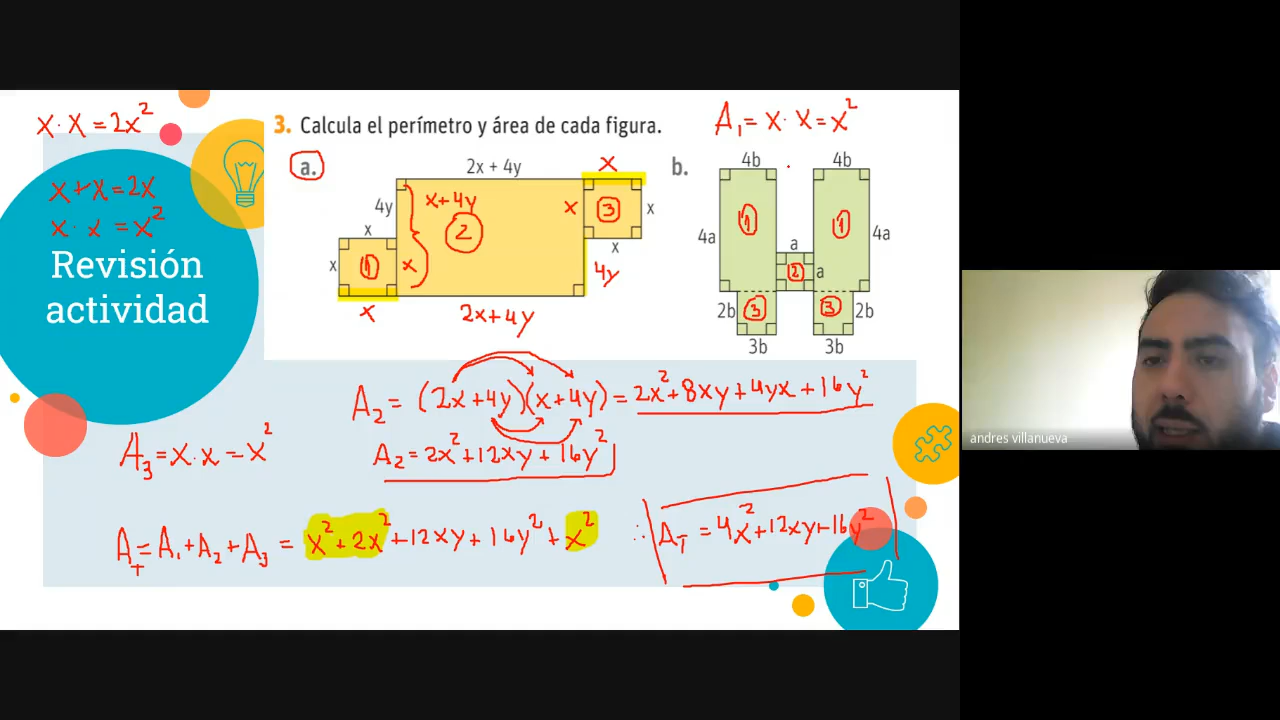 x · x = 2x²
x + x = 2x
x · x = x²
Revisión
actividad
3. Calcula el perímetro y área de cada figura.
A₁ = x · x = x²
a.
2x + 4y
x
4y
x + 4y
2
x
3
x
x
x
x
1
x
4y
x
2x + 4y
b.
4b
4b
1
1
4a
4a
a
2
a
2b
3
3
2b
3b
3b
A₂ = (2x + 4y)(x + 4y) = 2x² + 8xy + 4yx + 16y²
A₂ = 2x² + 12xy + 16y²
A₃ = x · x = x²
A_T = A₁ + A₂ + A₃ = x² + 2x² + 12xy + 16y² + x²
∴ A_T = 4x² + 12xy + 16y²
andres villanueva